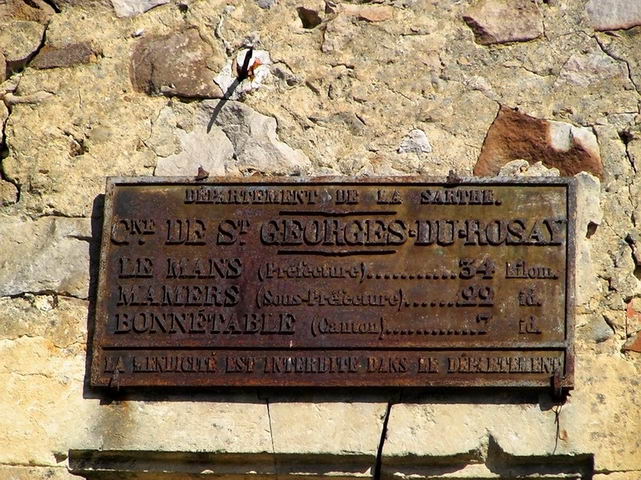 DÉPARTEMENT DE LA SARTHE.
CNE DE ST GEORGES-DU-ROSAY
LE MANS (Préfecture)............34 kilom.
MAMERS (Sous-Préfecture).......22 id.
BONNÉTABLE (Canton)............7 id.
LA MENDICITÉ EST INTERDITE DANS LE DÉPARTEMENT